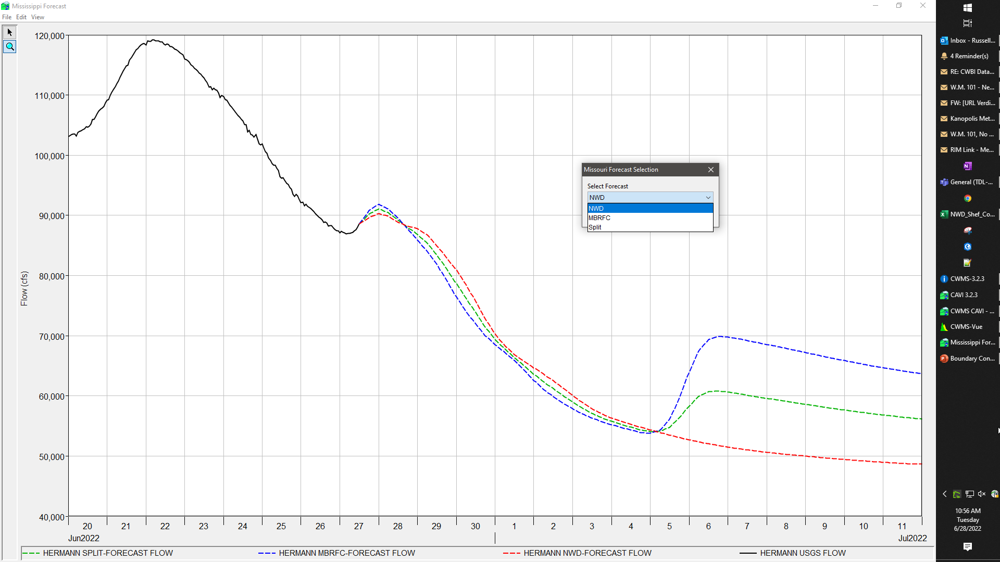 Mississippi Forecast
File Edit View
120,000
110,000
100,000
90,000
80,000
70,000
60,000
50,000
40,000
Flow (cfs)
20 21 22 23 24 25 26 27 28 29 30 1 2 3 4 5 6 7 8 9 10 11
Jun2022 Jul2022
HERMANN SPLIT-FORECAST FLOW HERMANN MBRFC-FORECAST FLOW HERMANN NWD-FORECAST FLOW HERMANN USGS FLOW
Missouri Forecast Selection
Select Forecast
NWD
NWD
MBRFC
Split
Inbox - Russell...
4 Reminder(s)
RE: CWBI Data...
W.M. 101 - Ne...
FW: [URL Verdi...
Kanopolis Met...
W.M. 101, No ...
RIM Link - Me...
General (TDL-...
NWD_Shef_Co...
CWMS-3.2.3
CAVI 3.2.3
CWMS CAVI - ...
CWMS-Vue
Mississippi For...
Boundary Con...
10:56 AM
Tuesday
6/28/2022